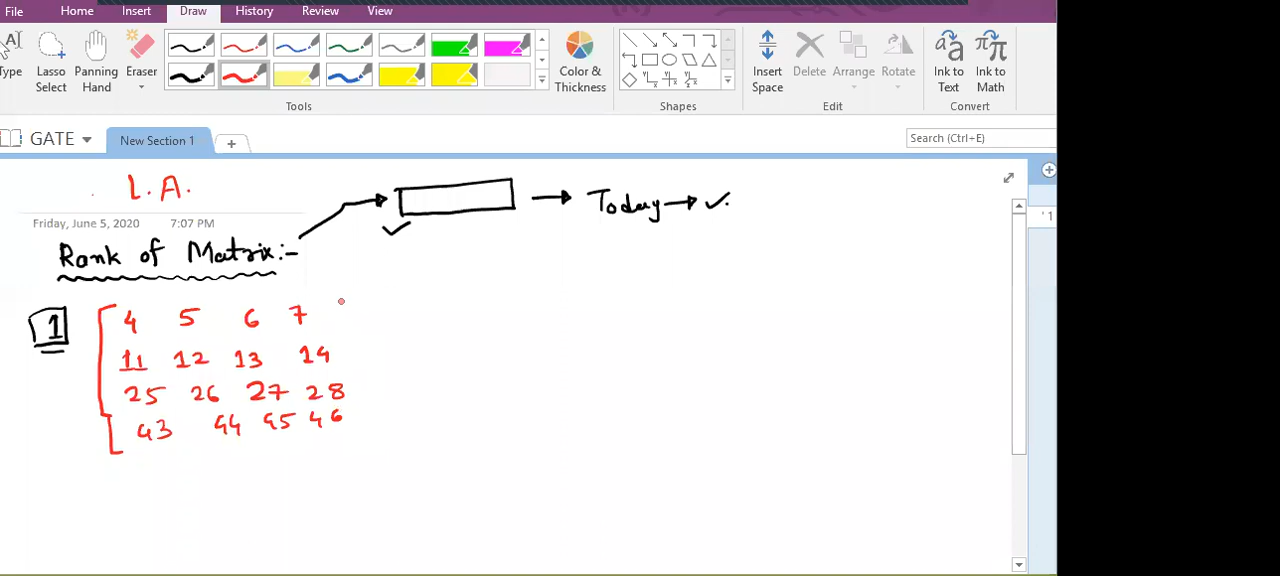 File Home Insert Draw History Review View
Type Lasso Select Panning Hand Eraser Color & Thickness Insert Space Delete Arrange Rotate Ink to Text Ink to Math
Tools Shapes Edit Convert
GATE New Section 1 + Search (Ctrl+E)
L.A.
Today
Friday, June 5, 2020 7:07 PM
Rank of Matrix:-
1
4 5 6 7
11 12 13 14
25 26 27 28
43 44 45 46